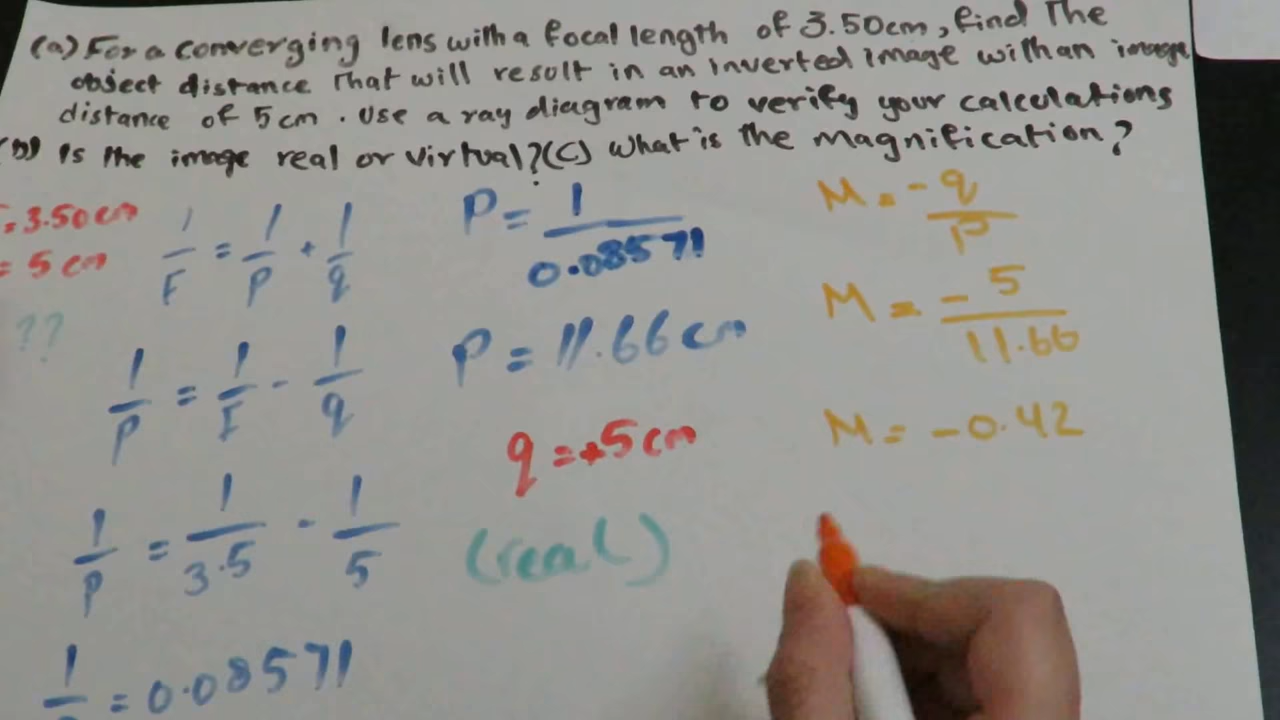 (a) For a converging lens with a focal length of 3.50cm, find The
object distance That will result in an inverted image with an image
distance of 5cm. Use a ray diagram to verify your calculations
(b) Is the image real or virtual? (C) What is the magnification?
= 3.50cm
= 5cm
??
1/F = 1/P + 1/q
1/P = 1/F - 1/q
1/P = 1/3.5 - 1/5
1/ = 0.08571
P = 1/0.08571
P = 11.66 cm
q = +5cm
(real)
M = -q/P
M = -5/11.66
M = -0.42